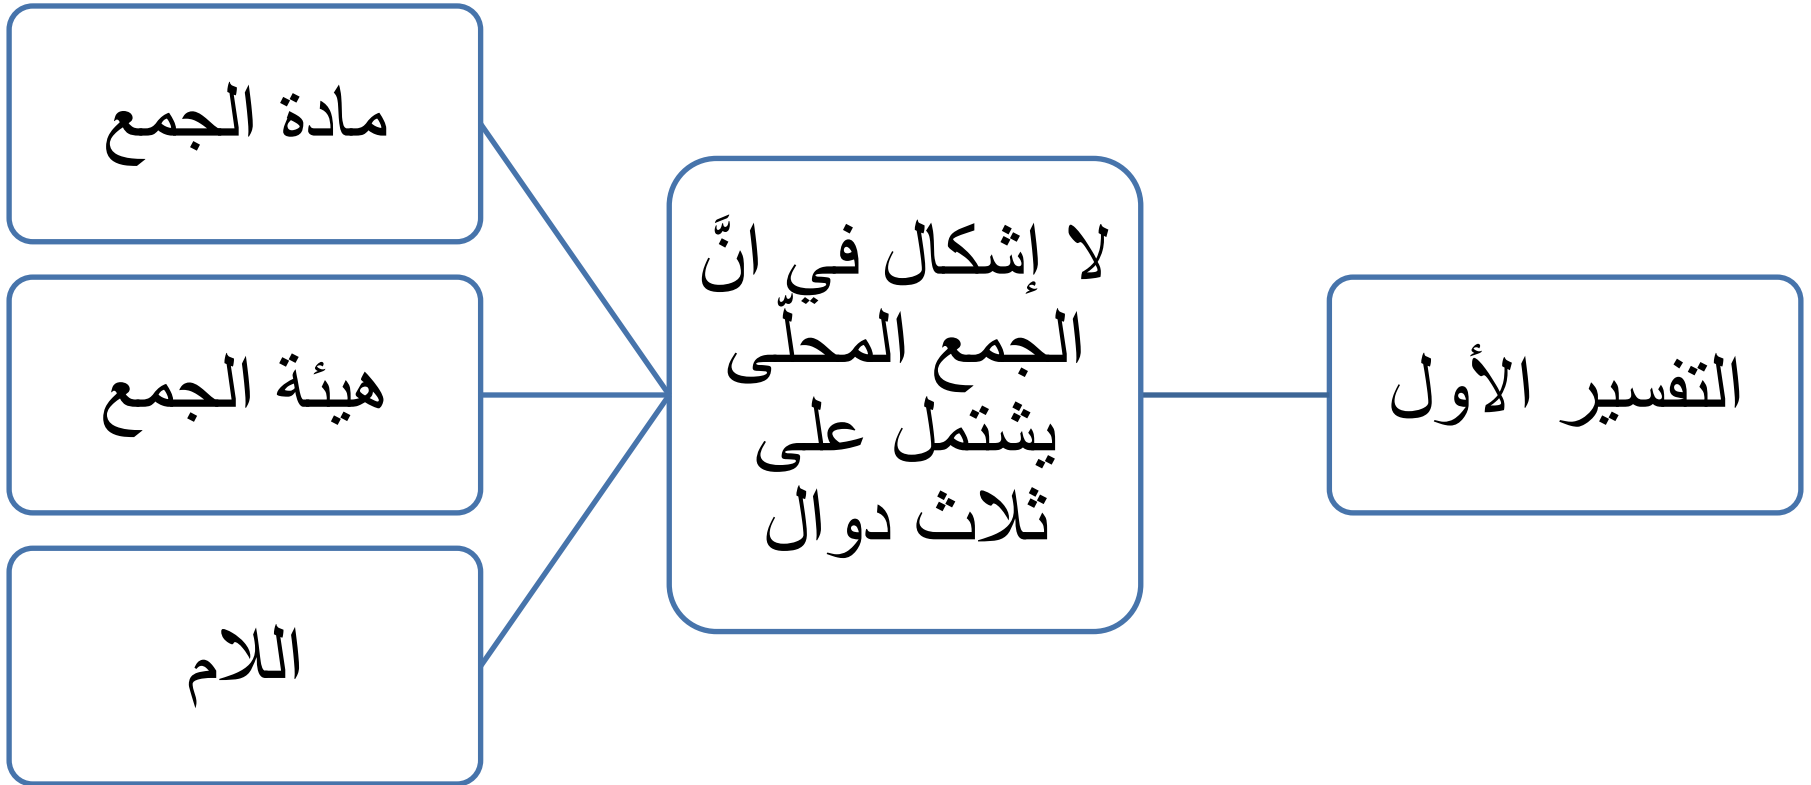 التفسير الأول
لا إشكال في انَّ
الجمع المحلّى
يشتمل على
ثلاث دوال
مادة الجمع
هيئة الجمع
اللام